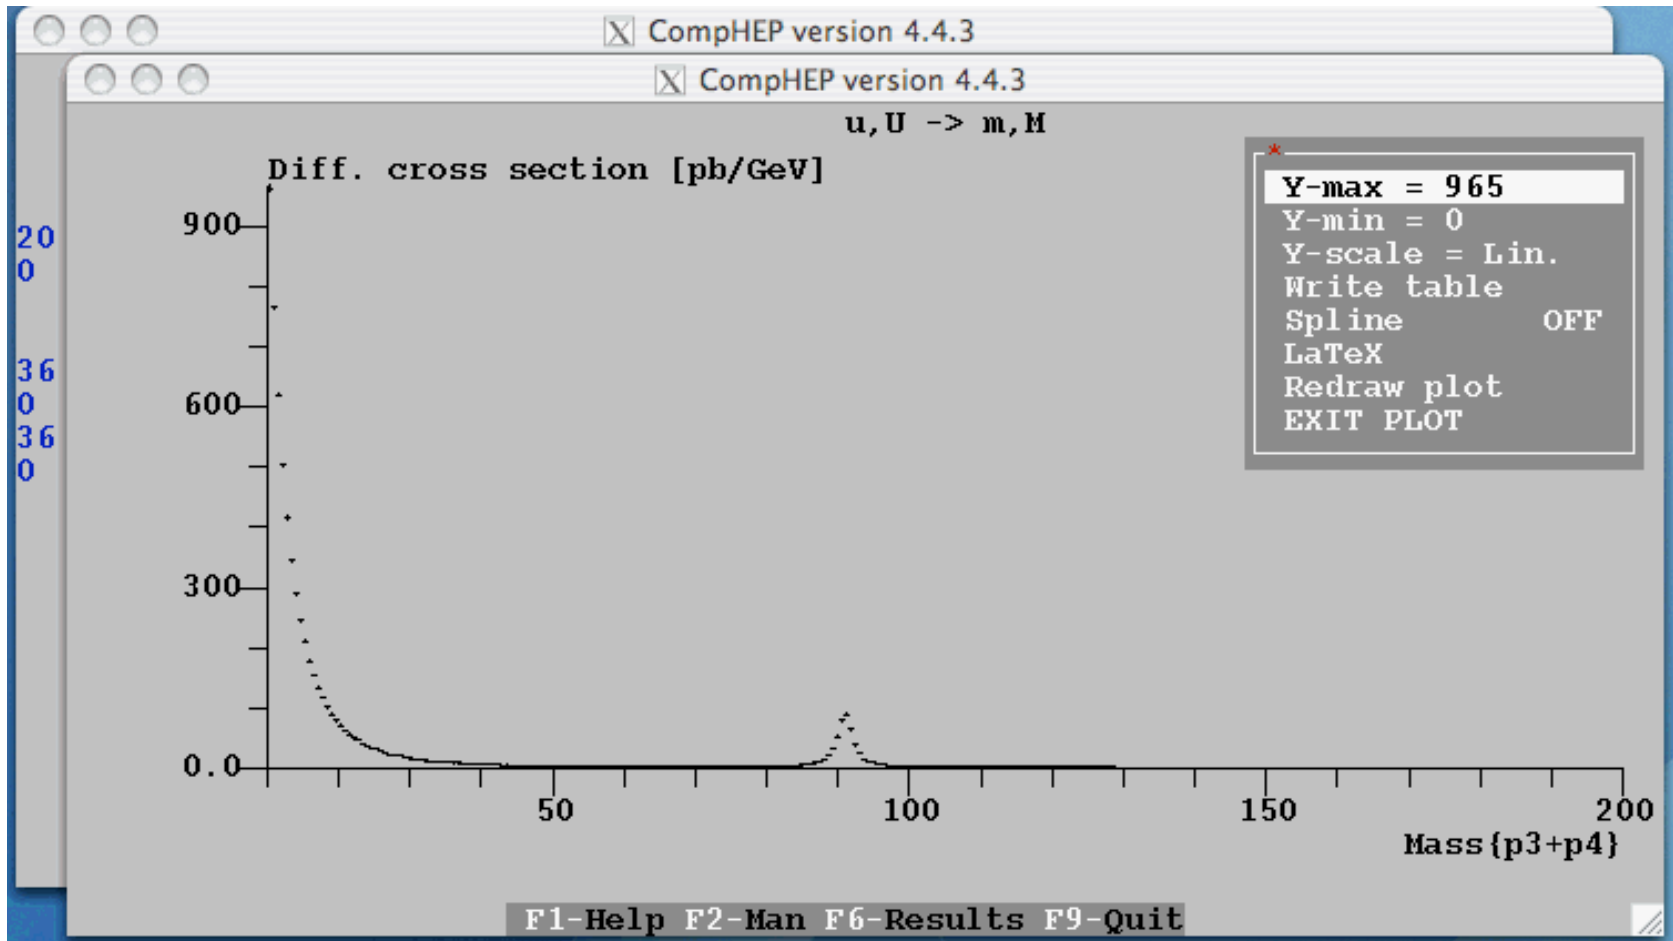 CompHEP version 4.4.3
CompHEP version 4.4.3
u,U -> m,M
Diff. cross section [pb/GeV]
*
Y-max = 965
Y-min = 0
Y-scale = Lin.
Write table
Spline OFF
LaTeX
Redraw plot
EXIT PLOT
20
0
36
0
36
0
900
600
300
0.0
50 100 150 200
Mass{p3+p4}
F1-Help F2-Man F6-Results F9-Quit